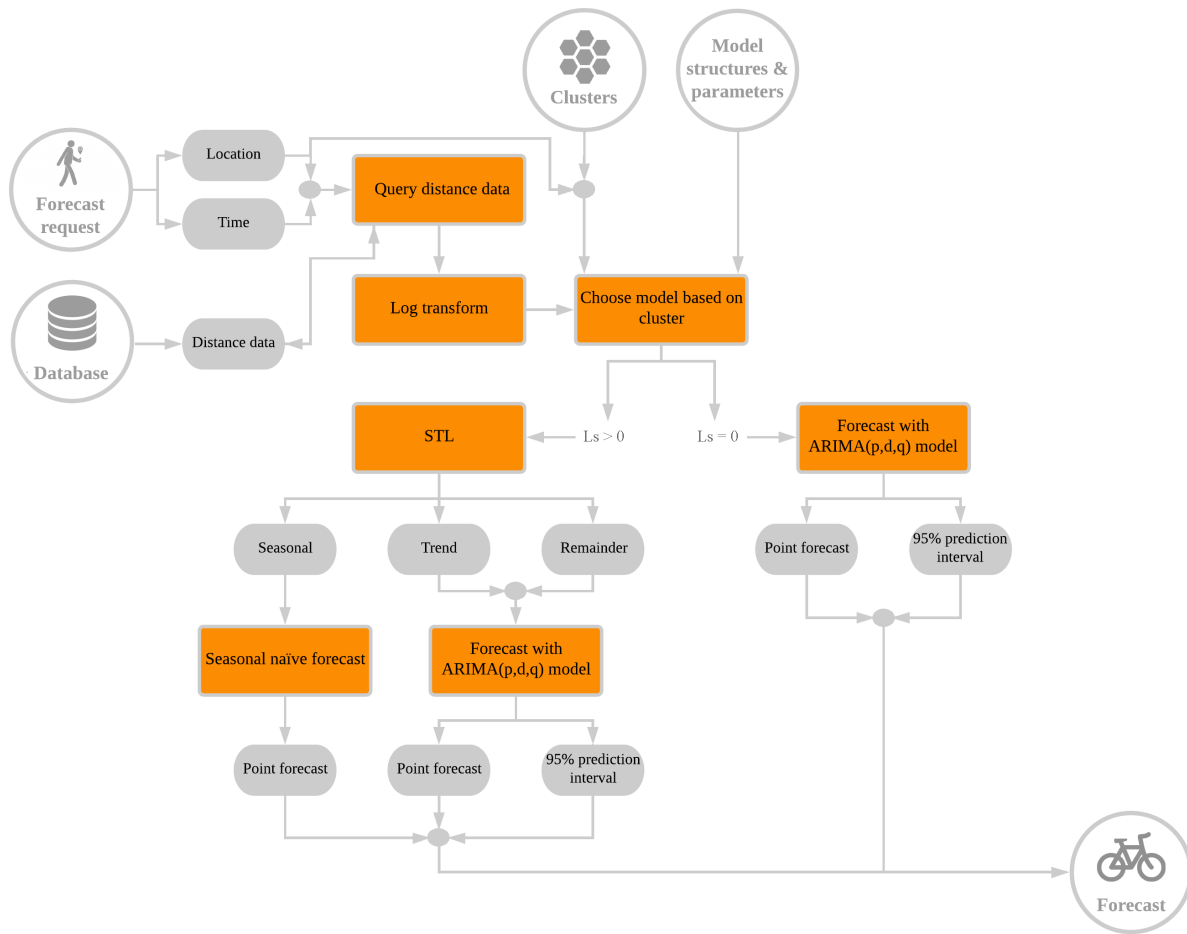 Clusters
Model
structures &
parameters
Forecast
request
Location
Time
Query distance data
Log transform
Choose model based on
cluster
Database
Distance data
STL
Ls > 0
Ls = 0
Forecast with
ARIMA(p,d,q) model
Seasonal
Trend
Remainder
Point forecast
95% prediction
interval
Seasonal naïve forecast
Forecast with
ARIMA(p,d,q) model
Point forecast
Point forecast
95% prediction
interval
Forecast